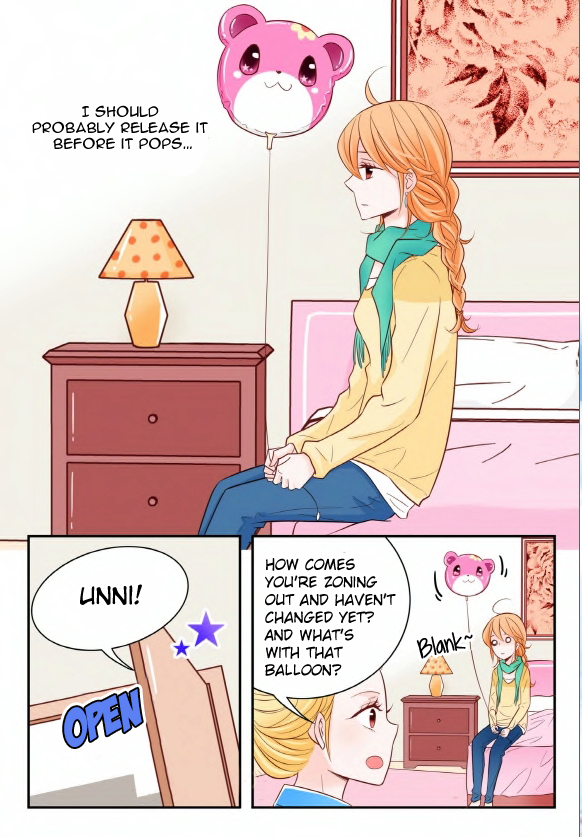 I SHOULD
PROBABLY RELEASE IT
BEFORE IT POPS...
UNNI!
OPEN
HOW COMES
YOU'RE ZONING
OUT AND HAVEN'T
CHANGED YET?
AND WHAT'S
WITH THAT
BALLOON?
Blank~